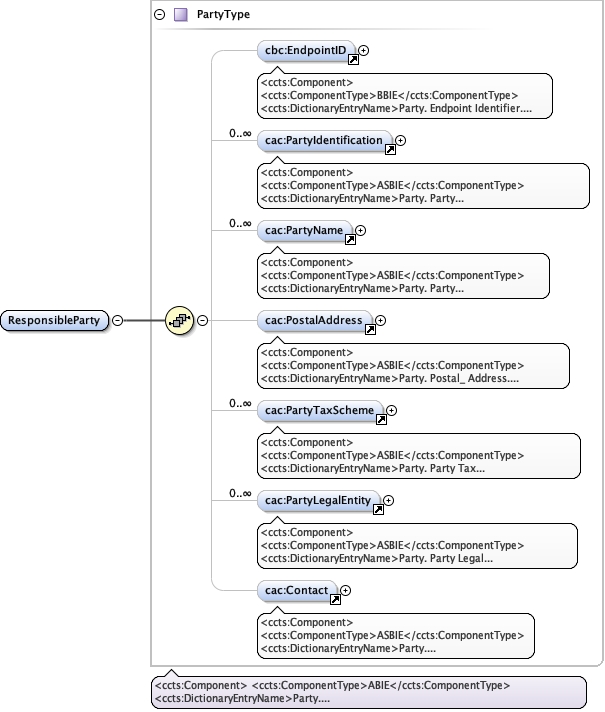 PartyType
cbc:EndpointID
<ccts:Component>
<ccts:ComponentType>BBIE</ccts:ComponentType>
<ccts:DictionaryEntryName>Party. Endpoint Identifier....
0..∞
cac:PartyIdentification
<ccts:Component>
<ccts:ComponentType>ASBIE</ccts:ComponentType>
<ccts:DictionaryEntryName>Party. Party...
0..∞
cac:PartyName
<ccts:Component>
<ccts:ComponentType>ASBIE</ccts:ComponentType>
<ccts:DictionaryEntryName>Party. Party...
ResponsibleParty
cac:PostalAddress
<ccts:Component>
<ccts:ComponentType>ASBIE</ccts:ComponentType>
<ccts:DictionaryEntryName>Party. Postal_ Address....
0..∞
cac:PartyTaxScheme
<ccts:Component>
<ccts:ComponentType>ASBIE</ccts:ComponentType>
<ccts:DictionaryEntryName>Party. Party Tax...
0..∞
cac:PartyLegalEntity
<ccts:Component>
<ccts:ComponentType>ASBIE</ccts:ComponentType>
<ccts:DictionaryEntryName>Party. Party Legal...
cac:Contact
<ccts:Component>
<ccts:ComponentType>ASBIE</ccts:ComponentType>
<ccts:DictionaryEntryName>Party....
<ccts:Component> <ccts:ComponentType>ABIE</ccts:ComponentType>
<ccts:DictionaryEntryName>Party....